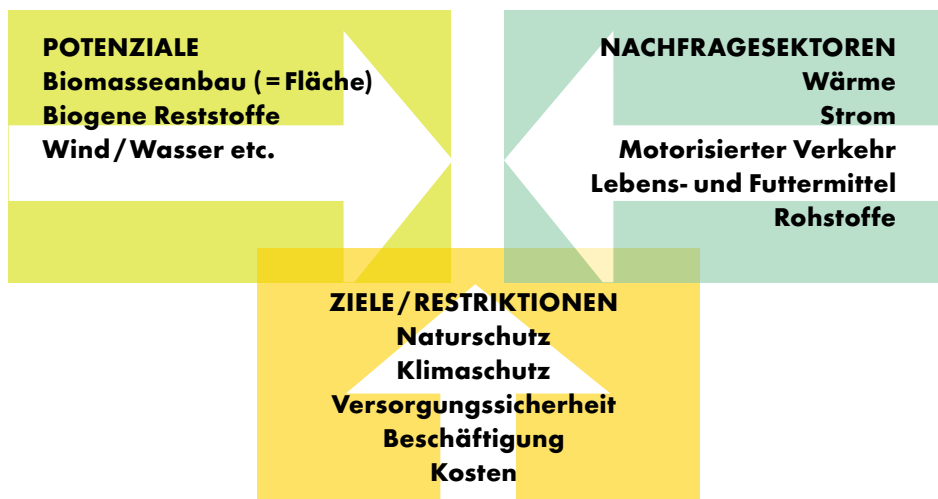 POTENZIALE
Biomasseanbau (=Fläche)
Biogene Reststoffe
Wind/Wasser etc.
NACHFRAGESEKTOREN
Wärme
Strom
Motorisierter Verkehr
Lebens- und Futtermittel
Rohstoffe
ZIELE/RESTRIKTIONEN
Naturschutz
Klimaschutz
Versorgungssicherheit
Beschäftigung
Kosten